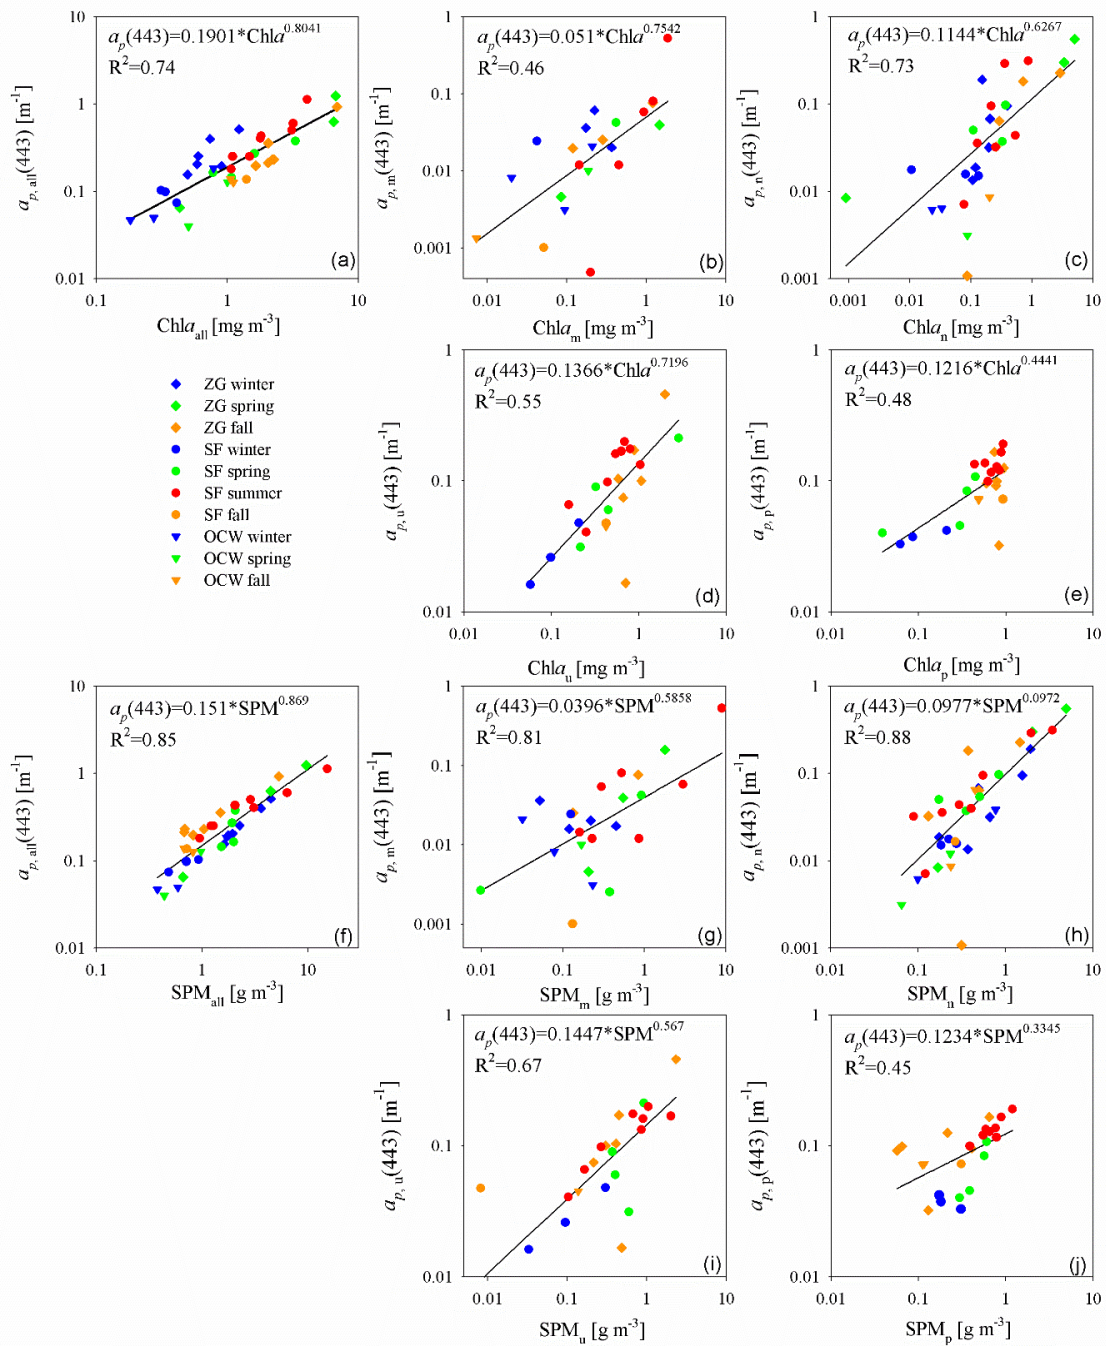 a_p(443)=0.1901*Chla^0.8041
R²=0.74
10
1
0.1
0.01
a_p, all(443) [m⁻¹]
(a)
0.1
1
10
Chla_all [mg m⁻³]
a_p(443)=0.051*Chla^0.7542
R²=0.46
1
0.1
0.01
0.001
a_p, m(443) [m⁻¹]
(b)
0.01
0.1
1
10
Chla_m [mg m⁻³]
a_p(443)=0.1144*Chla^0.6267
R²=0.73
1
0.1
0.01
0.001
a_p, n(443) [m⁻¹]
(c)
0.001
0.01
0.1
1
10
Chla_n [mg m⁻³]
ZG winter
ZG spring
ZG fall
SF winter
SF spring
SF summer
SF fall
OCW winter
OCW spring
OCW fall
a_p(443)=0.1366*Chla^0.7196
R²=0.55
1
0.1
0.01
a_p, u(443) [m⁻¹]
(d)
0.01
0.1
1
10
Chla_u [mg m⁻³]
a_p(443)=0.1216*Chla^0.4441
R²=0.48
1
0.1
0.01
a_p, p(443) [m⁻¹]
(e)
0.01
0.1
1
10
Chla_p [mg m⁻³]
a_p(443)=0.151*SPM^0.869
R²=0.85
10
1
0.1
0.01
a_p, all(443) [m⁻¹]
(f)
0.1
1
10
SPM_all [g m⁻³]
a_p(443)=0.0396*SPM^0.5858
R²=0.81
1
0.1
0.01
0.001
a_p, m(443) [m⁻¹]
(g)
0.01
0.1
1
10
SPM_m [g m⁻³]
a_p(443)=0.0977*SPM^0.0972
R²=0.88
1
0.1
0.01
0.001
a_p, n(443) [m⁻¹]
(h)
0.01
0.1
1
10
SPM_n [g m⁻³]
a_p(443)=0.1447*SPM^0.567
R²=0.67
1
0.1
0.01
a_p, u(443) [m⁻¹]
(i)
0.01
0.1
1
10
SPM_u [g m⁻³]
a_p(443)=0.1234*SPM^0.3345
R²=0.45
1
0.1
0.01
a_p, p(443) [m⁻¹]
(j)
0.01
0.1
1
10
SPM_p [g m⁻³]